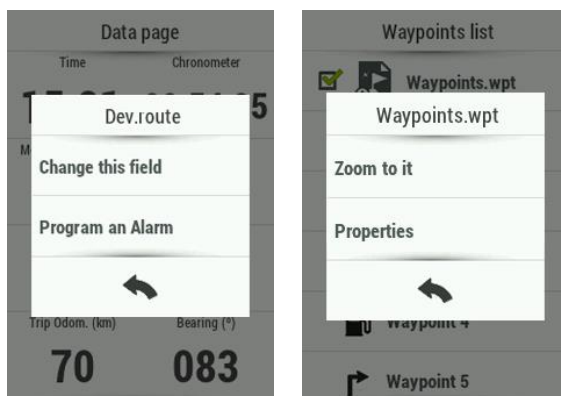 Data page
Time
Chronometer
Dev.route
Change this field
Program an Alarm
Trip Odom. (km)
Bearing (º)
70
083
Waypoints list
Waypoints.wpt
Waypoints.wpt
Zoom to it
Properties
Waypoint 4
Waypoint 5